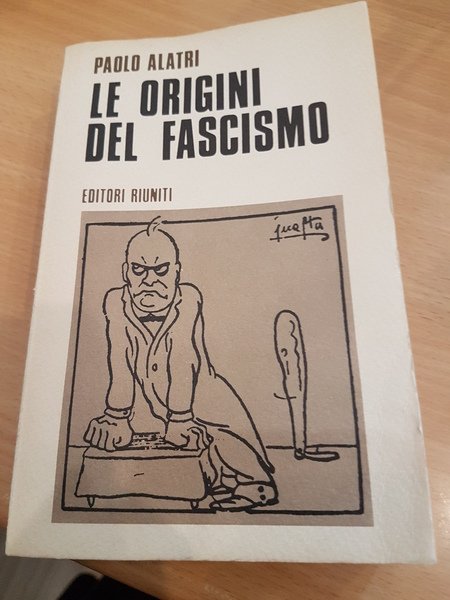 PAOLO ALATRI
LE ORIGINI
DEL FASCISMO
EDITORI RIUNITI